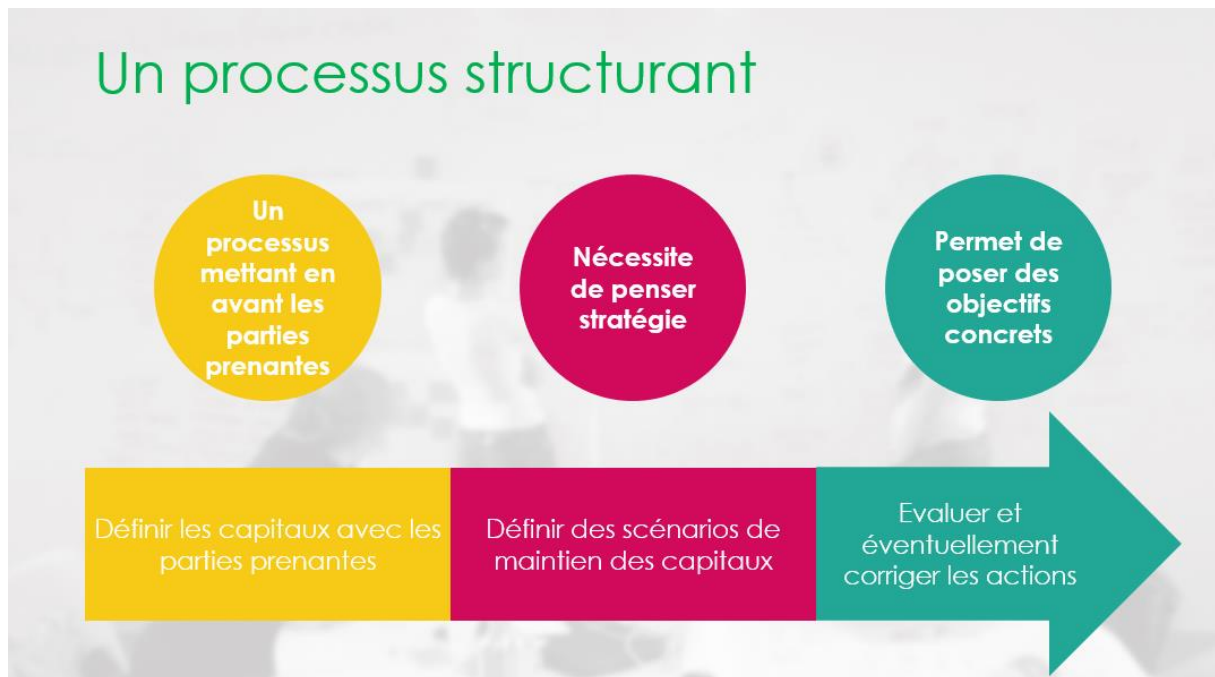 Un processus structurant
Un
processus
mettant en
avant les
parties
prenantes
Nécessite
de penser
stratégie
Permet de
poser des
objectifs
concrets
Définir les capitaux avec les
parties prenantes
Définir des scénarios de
maintien des capitaux
Evaluer et
éventuellement
corriger les actions